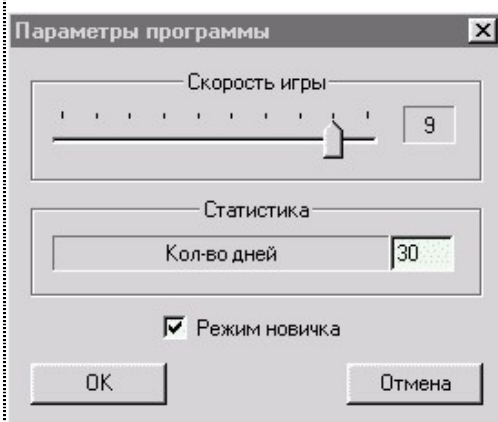 Параметры программы
Скорость игры
9
Статистика
Кол-во дней 30
Режим новичка
OK Отмена